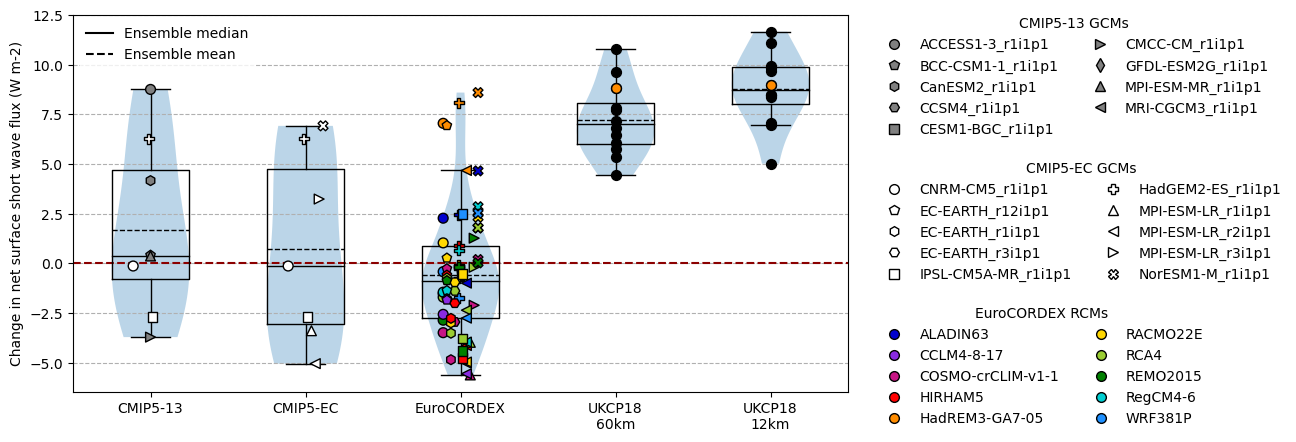 Change in net surface short wave flux (W m-2)
12.5
10.0
7.5
5.0
2.5
0.0
−2.5
−5.0
Ensemble median
Ensemble mean
CMIP5-13
CMIP5-EC
EuroCORDEX
UKCP18
60km
UKCP18
12km
CMIP5-13 GCMs
ACCESS1-3_r1i1p1
BCC-CSM1-1_r1i1p1
CanESM2_r1i1p1
CCSM4_r1i1p1
CESM1-BGC_r1i1p1
CMCC-CM_r1i1p1
GFDL-ESM2G_r1i1p1
MPI-ESM-MR_r1i1p1
MRI-CGCM3_r1i1p1
CMIP5-EC GCMs
CNRM-CM5_r1i1p1
EC-EARTH_r12i1p1
EC-EARTH_r1i1p1
EC-EARTH_r3i1p1
IPSL-CM5A-MR_r1i1p1
HadGEM2-ES_r1i1p1
MPI-ESM-LR_r1i1p1
MPI-ESM-LR_r2i1p1
MPI-ESM-LR_r3i1p1
NorESM1-M_r1i1p1
EuroCORDEX RCMs
ALADIN63
CCLM4-8-17
COSMO-crCLIM-v1-1
HIRHAM5
HadREM3-GA7-05
RACMO22E
RCA4
REMO2015
RegCM4-6
WRF381P